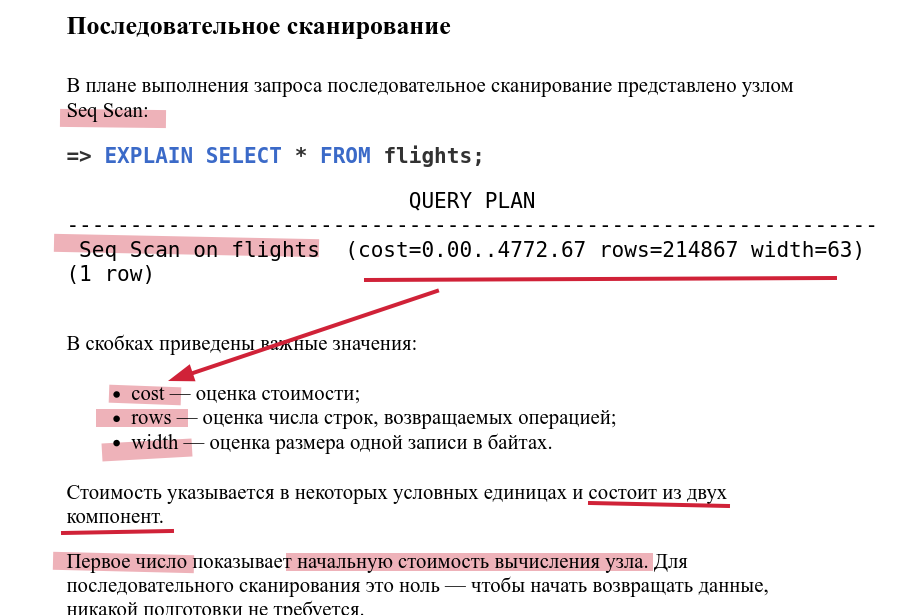 Последовательное сканирование
В плане выполнения запроса последовательное сканирование представлено узлом
Seq Scan:
=> EXPLAIN SELECT * FROM flights;
QUERY PLAN
----------------------------------------------------------------
Seq Scan on flights  (cost=0.00..4772.67 rows=214867 width=63)
(1 row)
В скобках приведены важные значения:
• cost — оценка стоимости;
• rows — оценка числа строк, возвращаемых операцией;
• width — оценка размера одной записи в байтах.
Стоимость указывается в некоторых условных единицах и состоит из двух
компонент.
Первое число показывает начальную стоимость вычисления узла. Для
последовательного сканирования это ноль — чтобы начать возвращать данные,
никакой подготовки не требуется.